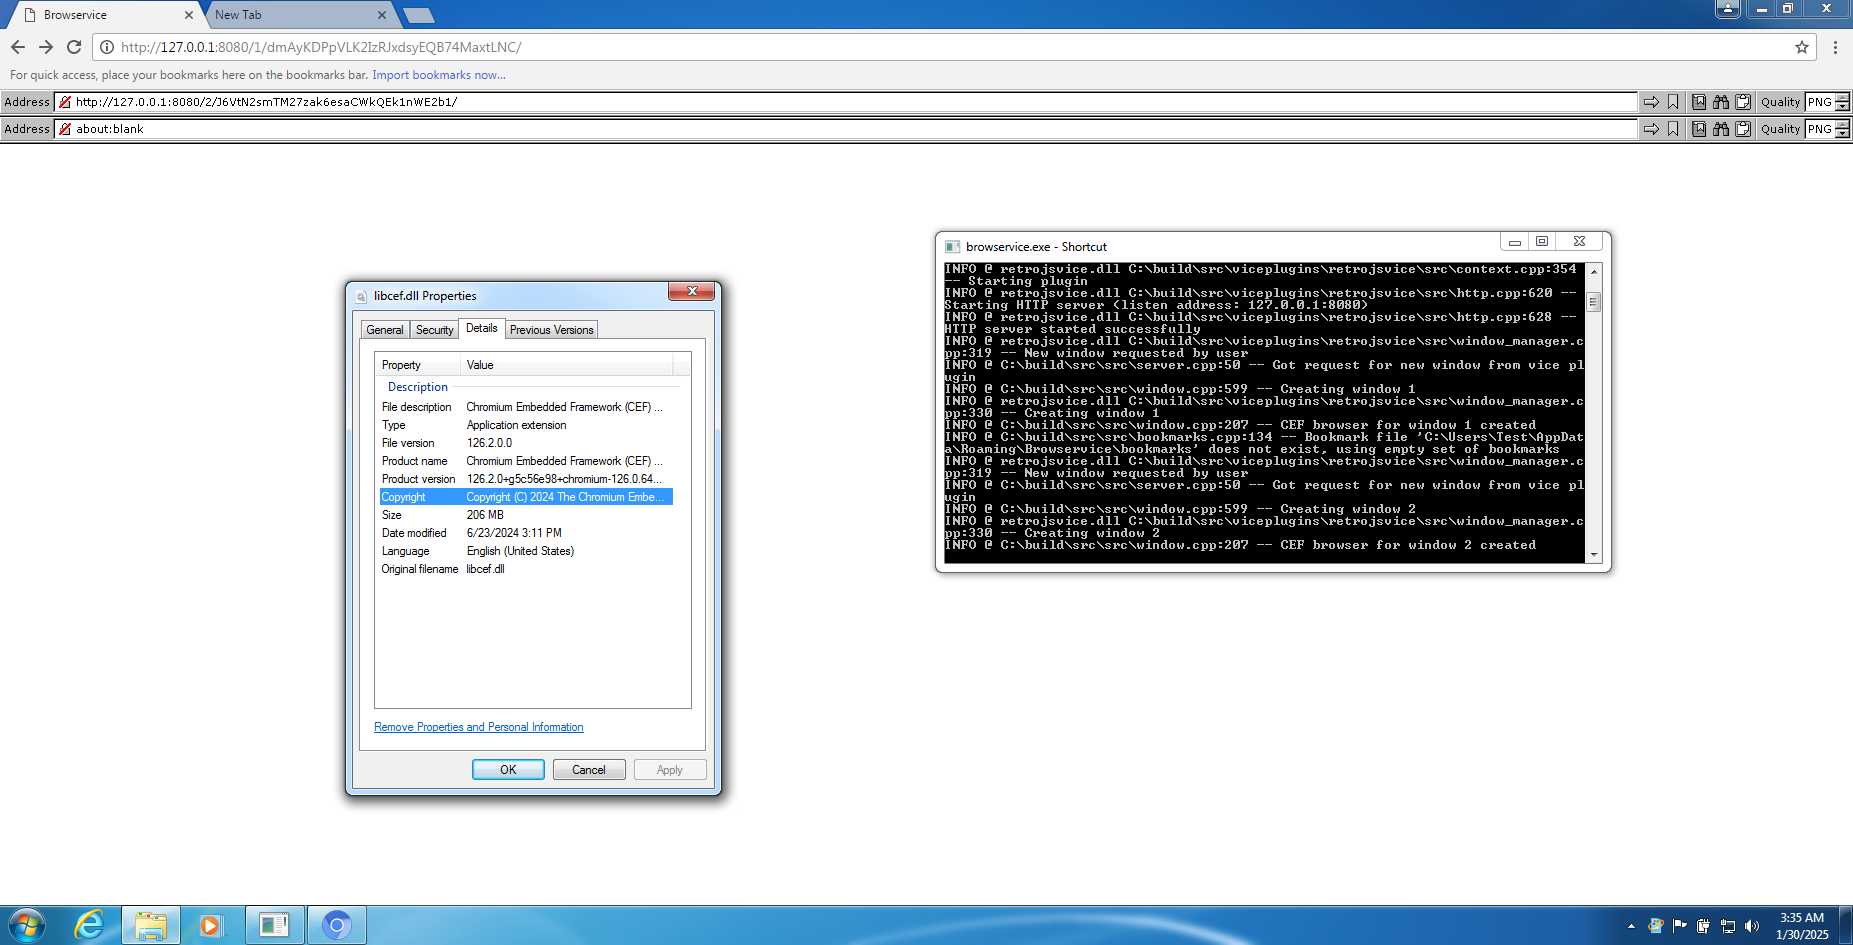 Browservice
New Tab
http://127.0.0.1:8080/1/dmAyKDPpVLK2IzRJxdsyEQB74MaxtLNC/
For quick access, place your bookmarks here on the bookmarks bar. Import bookmarks now...
Address http://127.0.0.1:8080/2/J6VtN2smTM27zak6esaCWkQEk1nWE2b1/ Quality PNG
Address about:blank Quality PNG
libcef.dll Properties
General Security Details Previous Versions
Property Value
Description
File description Chromium Embedded Framework (CEF) ...
Type Application extension
File version 126.2.0.0
Product name Chromium Embedded Framework (CEF) ...
Product version 126.2.0+g5c56e98+chromium-126.0.64...
Copyright Copyright (C) 2024 The Chromium Embe...
Size 206 MB
Date modified 6/23/2024 3:11 PM
Language English (United States)
Original filename libcef.dll
Remove Properties and Personal Information
OK Cancel Apply
browservice.exe - Shortcut
INFO @ retrojsvice.dll C:\build\src\viceplugins\retrojsvice\src\context.cpp:354
-- Starting plugin
INFO @ retrojsvice.dll C:\build\src\viceplugins\retrojsvice\src\http.cpp:620 --
Starting HTTP server (listen address: 127.0.0.1:8080)
INFO @ retrojsvice.dll C:\build\src\viceplugins\retrojsvice\src\http.cpp:628 --
HTTP server started successfully
INFO @ retrojsvice.dll C:\build\src\viceplugins\retrojsvice\src\window_manager.c
pp:319 -- New window requested by user
INFO @ C:\build\src\src\server.cpp:50 -- Got request for new window from vice pl
ugin
INFO @ C:\build\src\src\window.cpp:599 -- Creating window 1
INFO @ retrojsvice.dll C:\build\src\viceplugins\retrojsvice\src\window_manager.c
pp:330 -- Creating window 1
INFO @ C:\build\src\src\window.cpp:207 -- CEF browser for window 1 created
INFO @ C:\build\src\src\bookmarks.cpp:134 -- Bookmark file 'C:\Users\Test\AppDat
a\Roaming\Browservice\bookmarks' does not exist, using empty set of bookmarks
INFO @ retrojsvice.dll C:\build\src\viceplugins\retrojsvice\src\window_manager.c
pp:319 -- New window requested by user
INFO @ C:\build\src\src\server.cpp:50 -- Got request for new window from vice pl
ugin
INFO @ C:\build\src\src\window.cpp:599 -- Creating window 2
INFO @ retrojsvice.dll C:\build\src\viceplugins\retrojsvice\src\window_manager.c
pp:330 -- Creating window 2
INFO @ C:\build\src\src\window.cpp:207 -- CEF browser for window 2 created
3:35 AM
1/30/2025